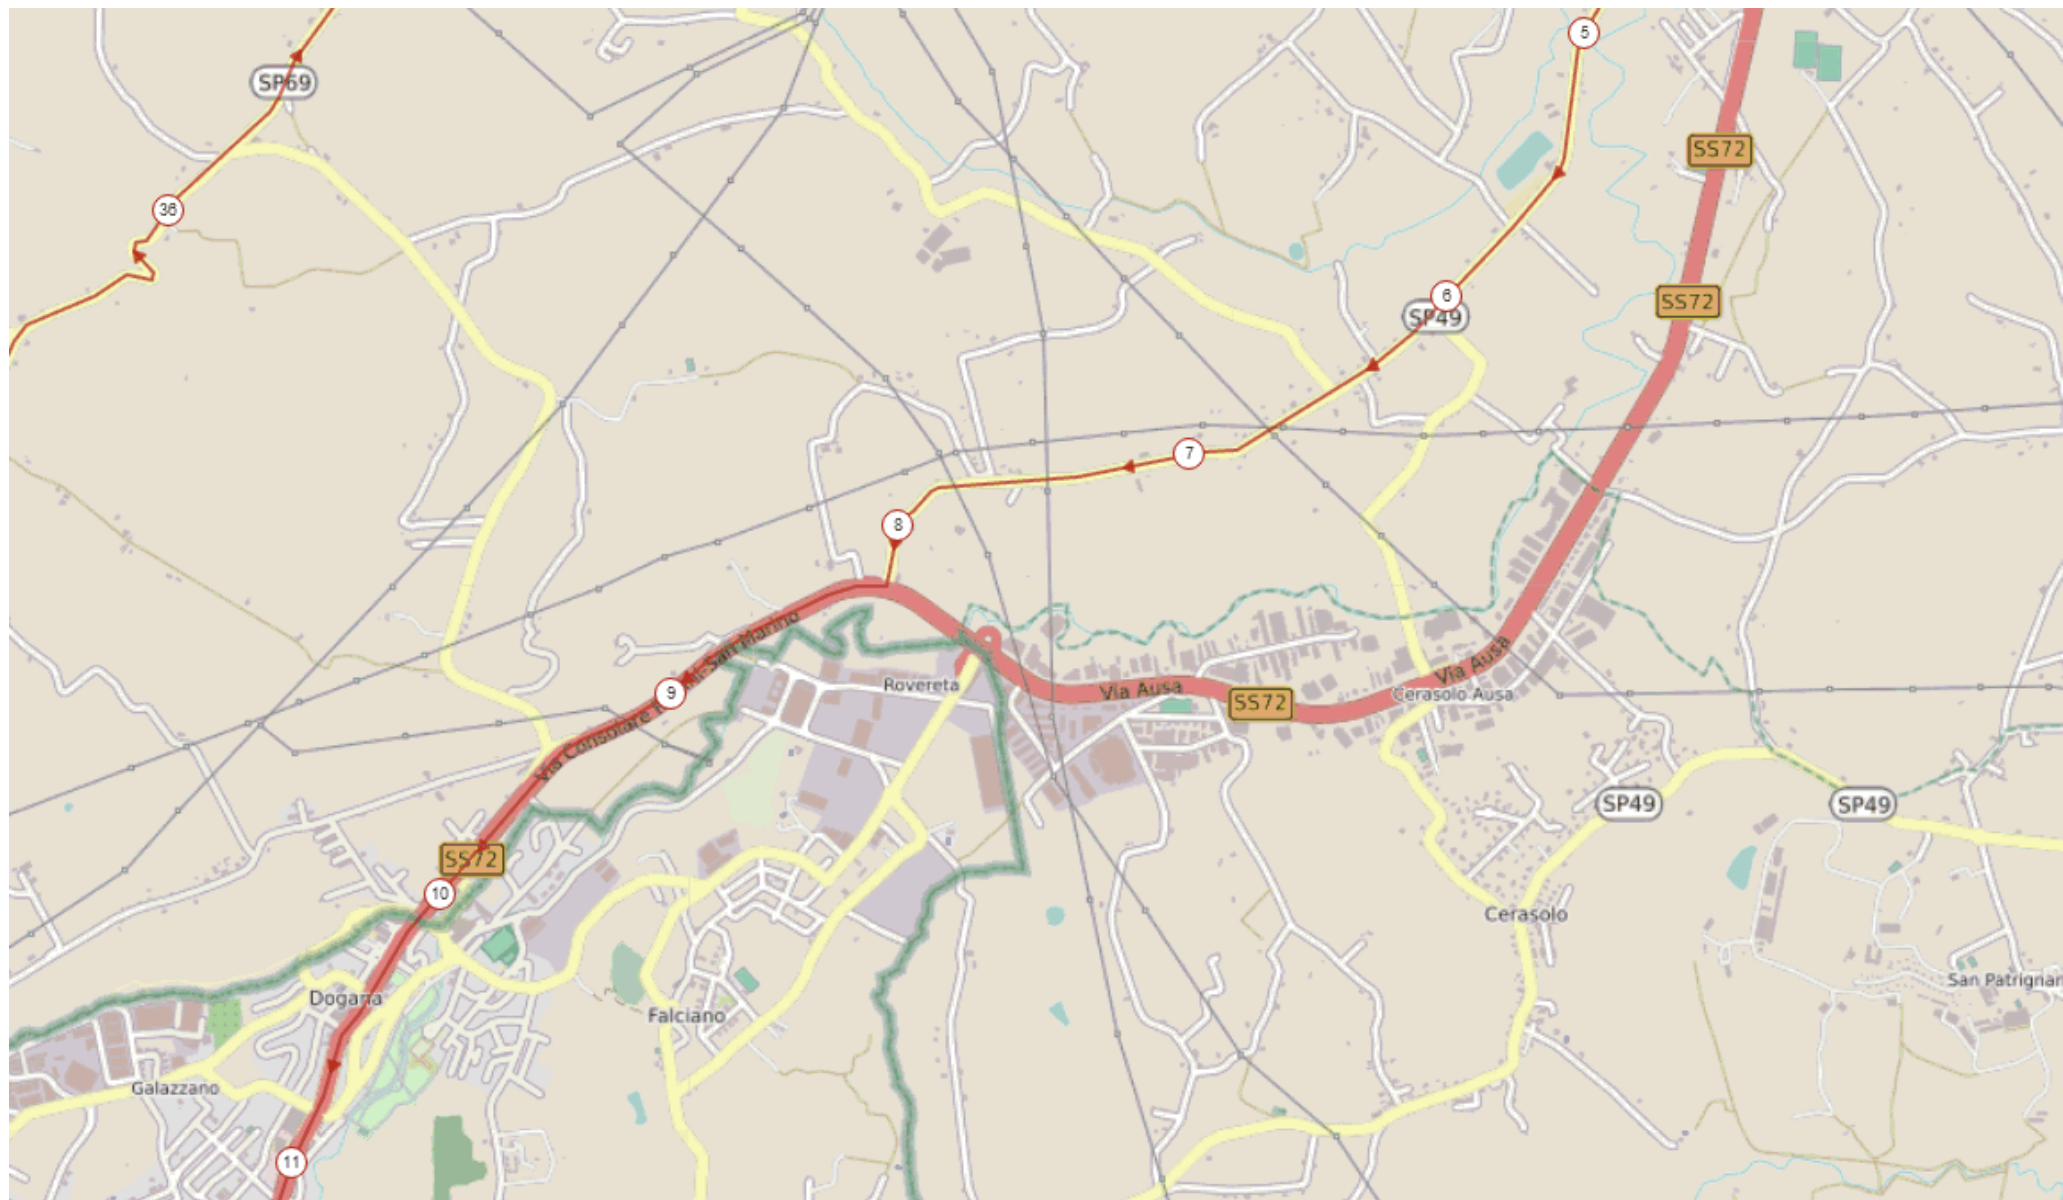 5
SP69
SS72
36
6
SS72
SP49
7
8
Via Consolare Rimini-San Marino
9
Rovereta
Via Ausa
Via Ausa
SS72
Cerasolo Ausa
SP49
SP49
SS72
10
Cerasolo
San Patrignan
Dogana
Falciano
Galazzano
11